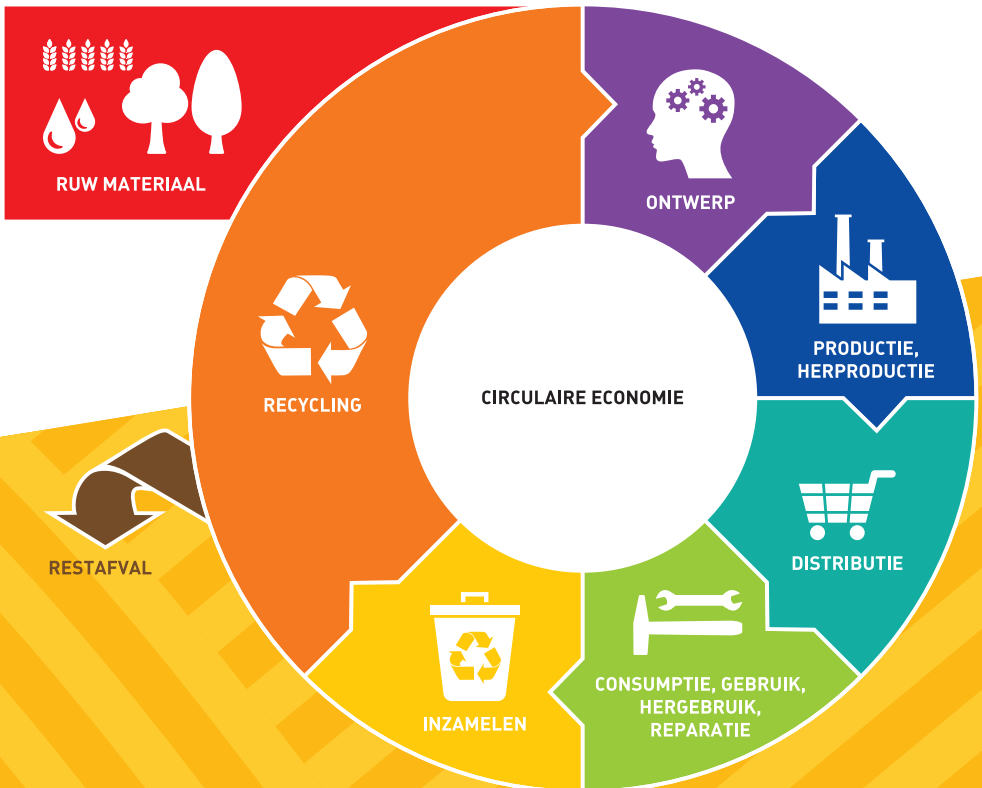 RUW MATERIAAL
ONTWERP
PRODUCTIE,
HERPRODUCTIE
DISTRIBUTIE
CONSUMPTIE, GEBRUIK,
HERGEBRUIK,
REPARATIE
INZAMELEN
RECYCLING
RESTAFVAL
CIRCULAIRE ECONOMIE